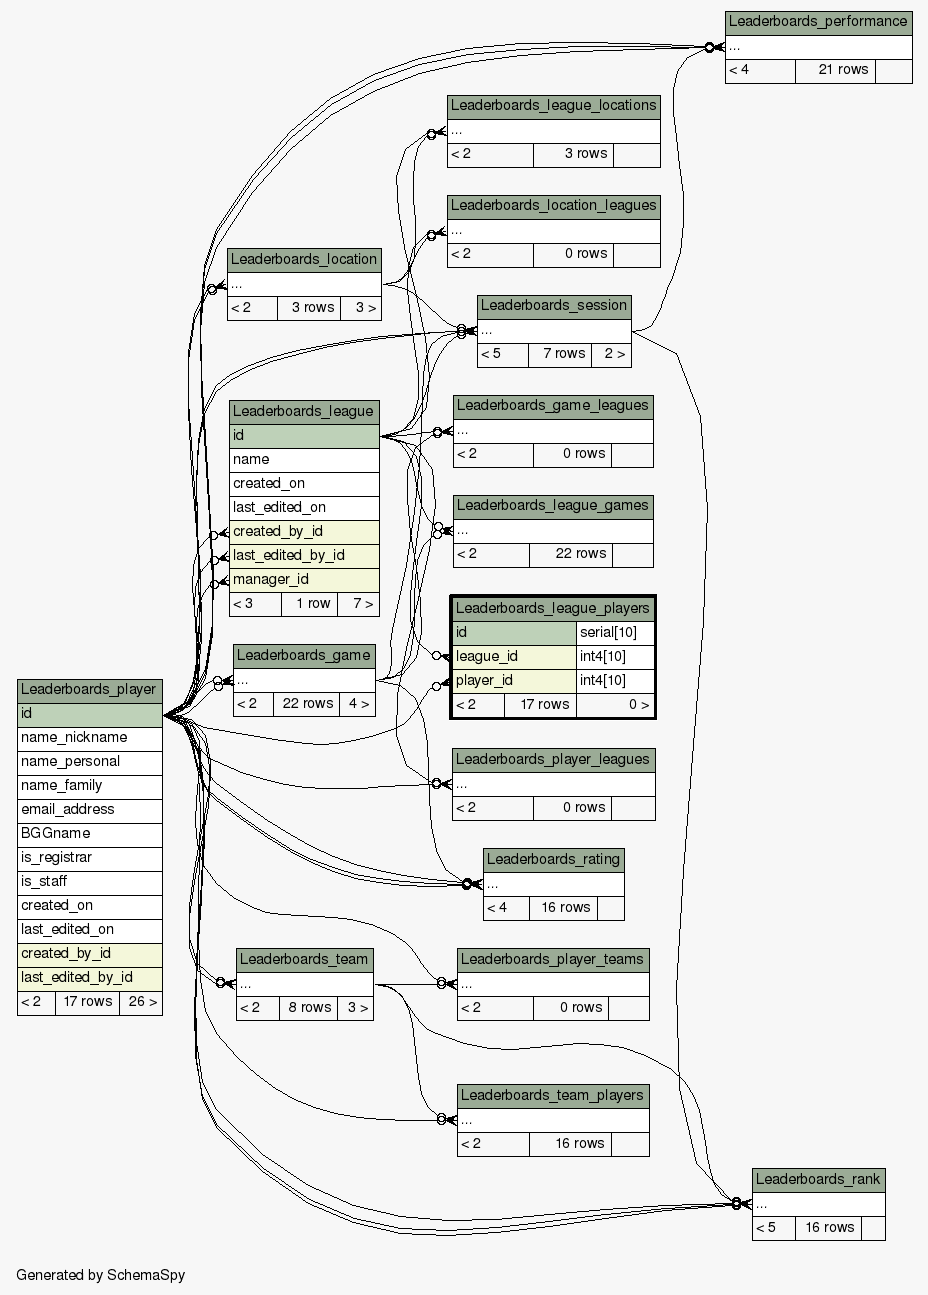 Leaderboards_performance
...
< 4 21 rows
Leaderboards_league_locations
...
< 2 3 rows
Leaderboards_location_leagues
...
< 2 0 rows
Leaderboards_location
...
< 2 3 rows 3 >
Leaderboards_session
...
< 5 7 rows 2 >
Leaderboards_game_leagues
...
< 2 0 rows
Leaderboards_league
id
name
created_on
last_edited_on
created_by_id
last_edited_by_id
manager_id
< 3 1 row 7 >
Leaderboards_league_games
...
< 2 22 rows
Leaderboards_league_players
id serial[10]
league_id int4[10]
player_id int4[10]
< 2 17 rows 0 >
Leaderboards_game
...
< 2 22 rows 4 >
Leaderboards_player
id
name_nickname
name_personal
name_family
email_address
BGGname
is_registrar
is_staff
created_on
last_edited_on
created_by_id
last_edited_by_id
< 2 17 rows 26 >
Leaderboards_player_leagues
...
< 2 0 rows
Leaderboards_rating
...
< 4 16 rows
Leaderboards_team
...
< 2 8 rows 3 >
Leaderboards_player_teams
...
< 2 0 rows
Leaderboards_team_players
...
< 2 16 rows
Leaderboards_rank
...
< 5 16 rows
Generated by SchemaSpy